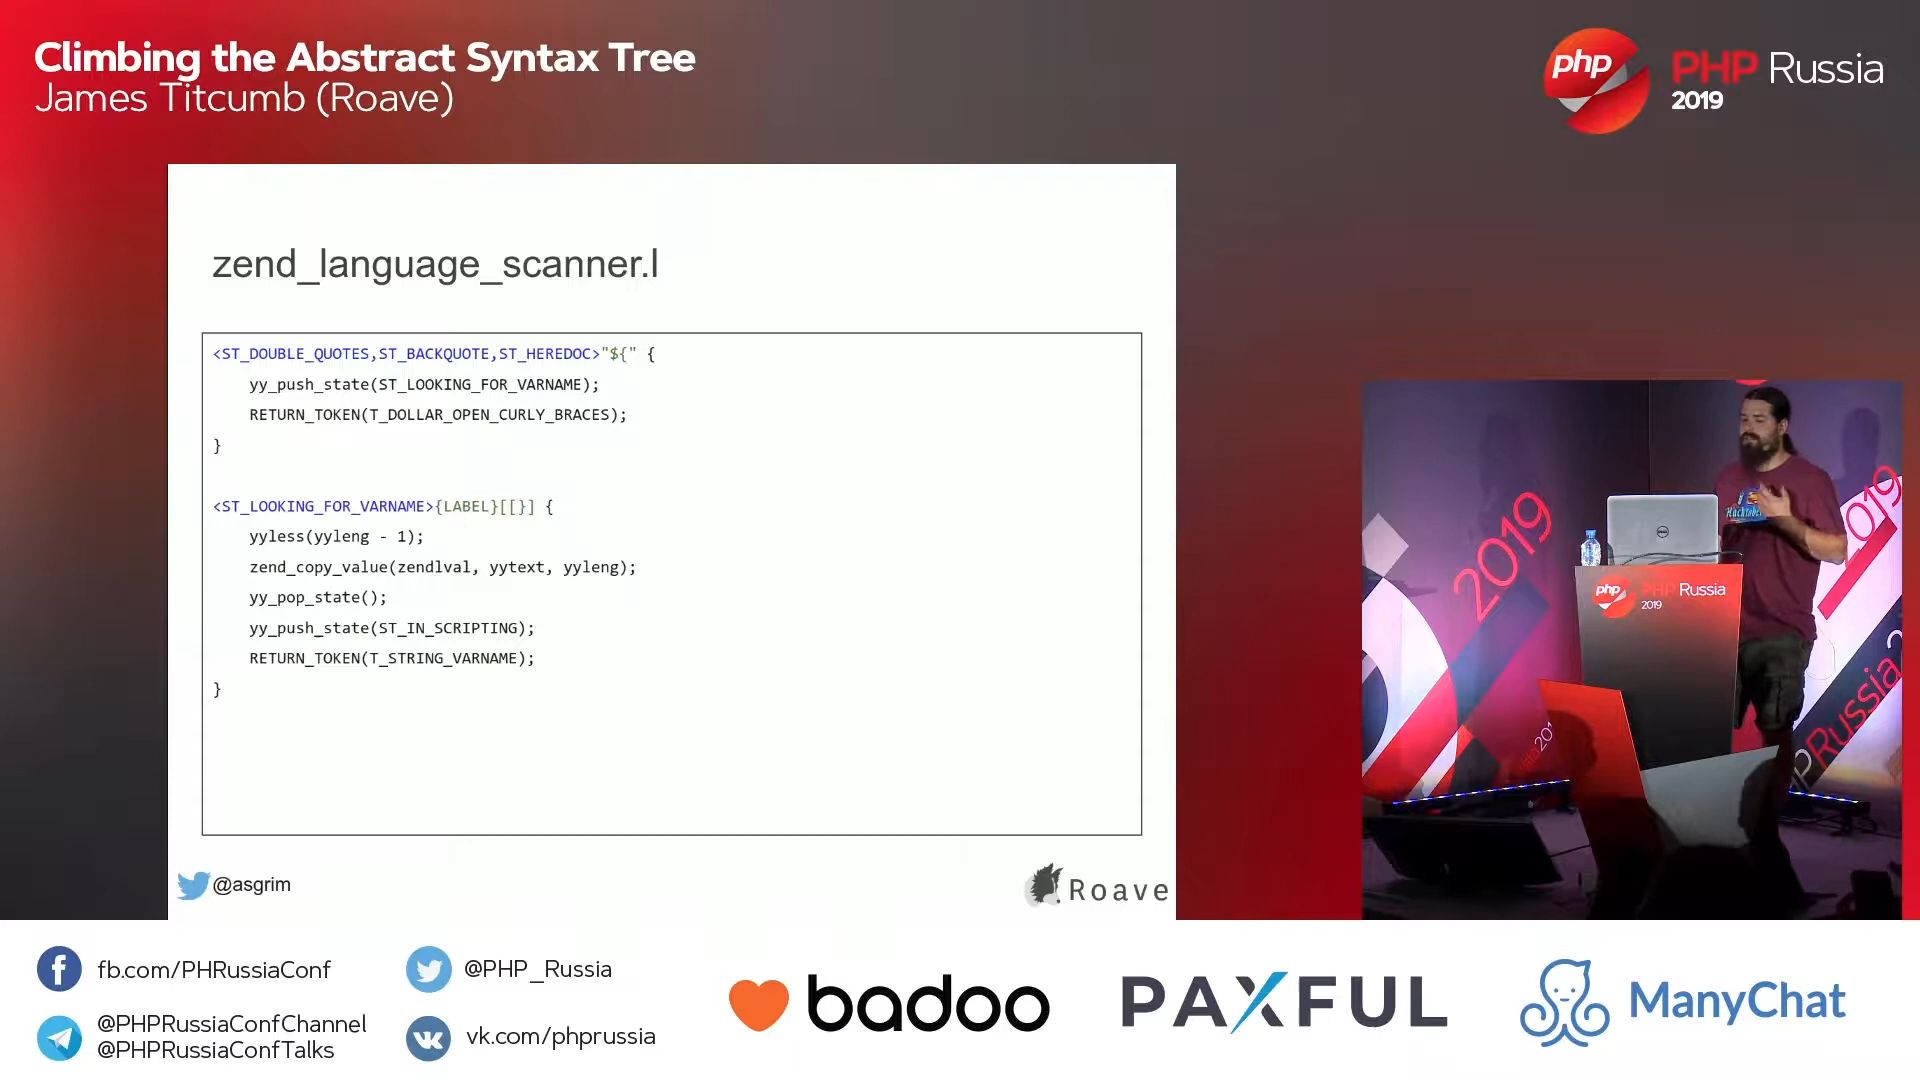 Climbing the Abstract Syntax Tree
James Titcumb (Roave)
php
PHP Russia
2019
zend_language_scanner.l
<ST_DOUBLE_QUOTES,ST_BACKQUOTE,ST_HEREDOC>"${" {
    yy_push_state(ST_LOOKING_FOR_VARNAME);
    RETURN_TOKEN(T_DOLLAR_OPEN_CURLY_BRACES);
}
<ST_LOOKING_FOR_VARNAME>{LABEL}[[}] {
    yyless(yyleng - 1);
    zend_copy_value(zendlval, yytext, yyleng);
    yy_pop_state();
    yy_push_state(ST_IN_SCRIPTING);
    RETURN_TOKEN(T_STRING_VARNAME);
}
@asgrim
Roave
2019
2019
php
PHP Russia
2019
PHPRussia
fb.com/PHRussiaConf
@PHPRussiaConfChannel
@PHPRussiaConfTalks
@PHP_Russia
vk.com/phprussia
badoo
PAXFUL
ManyChat